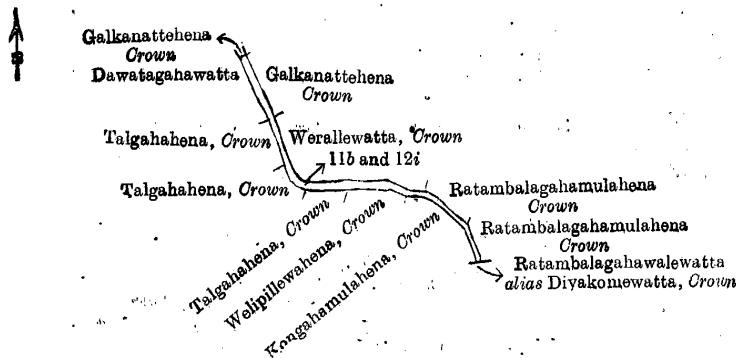 Galkanattehena
Crown
Dawatagahawatta
Galkanattehena
Crown
Talgahahena, Crown
Werallewatta, Crown
11b and 12i
Talgahahena, Crown
Talgahahena, Crown
Welipillewahena, Crown
Kongahamulahena, Crown
Ratambalagahamulahena
Crown
Ratambalagahamulahena
Crown
Ratambalagahawalewatta
alias Diyakomewatta, Crown